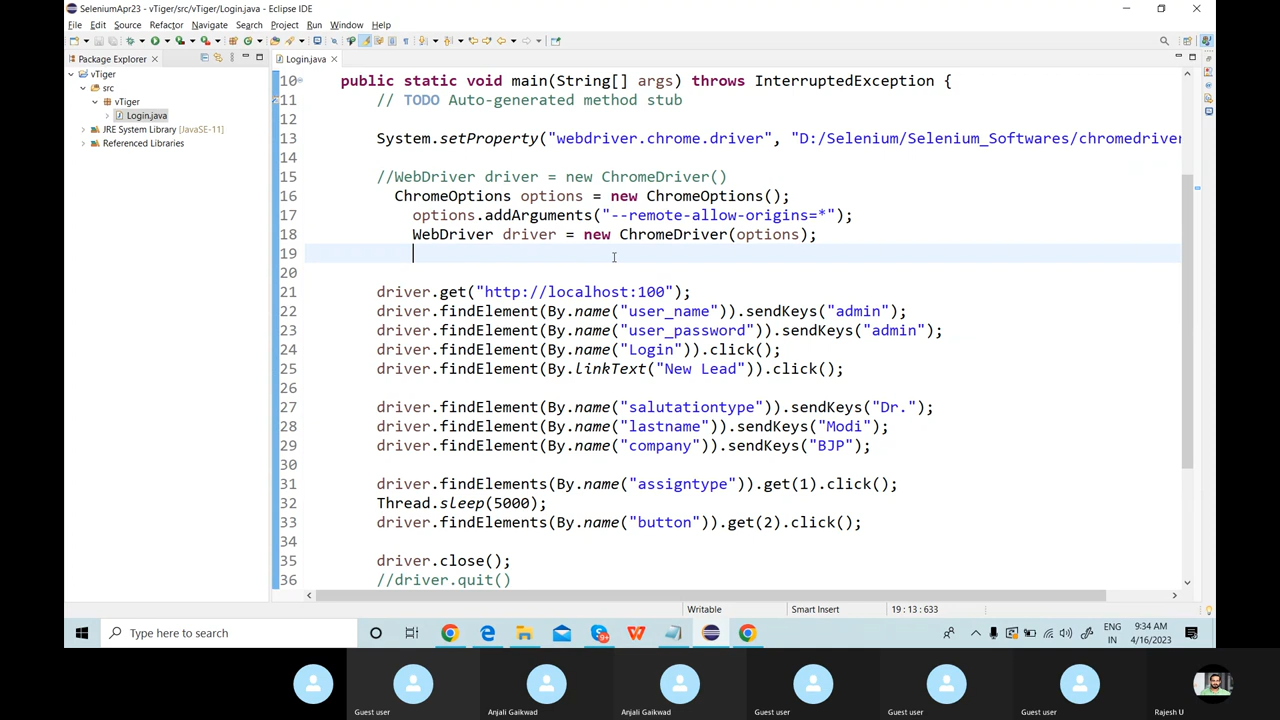 SeleniumApr23 - vTiger/src/vTiger/Login.java - Eclipse IDE
File Edit Source Refactor Navigate Search Project Run Window Help
Package Explorer
Login.java
vTiger
src
vTiger
Login.java
JRE System Library [JavaSE-11]
Referenced Libraries
10 public static void main(String[] args) throws InterruptedException {
11 // TODO Auto-generated method stub
12
13 System.setProperty("webdriver.chrome.driver", "D:/Selenium/Selenium_Softwares/chromedriver
14
15 //WebDriver driver = new ChromeDriver()
16 ChromeOptions options = new ChromeOptions();
17 options.addArguments("--remote-allow-origins=*");
18 WebDriver driver = new ChromeDriver(options);
19
20
21 driver.get("http://localhost:100");
22 driver.findElement(By.name("user_name")).sendKeys("admin");
23 driver.findElement(By.name("user_password")).sendKeys("admin");
24 driver.findElement(By.name("Login")).click();
25 driver.findElement(By.linkText("New Lead")).click();
26
27 driver.findElement(By.name("salutationtype")).sendKeys("Dr.");
28 driver.findElement(By.name("lastname")).sendKeys("Modi");
29 driver.findElement(By.name("company")).sendKeys("BJP");
30
31 driver.findElements(By.name("assigntype")).get(1).click();
32 Thread.sleep(5000);
33 driver.findElements(By.name("button")).get(2).click();
34
35 driver.close();
36 //driver.quit()
Writable Smart Insert 19 : 13 : 633
Type here to search
ENG
IN
9:34 AM
4/16/2023
Guest user Anjali Gaikwad Anjali Gaikwad Guest user Guest user Guest user Rajesh U